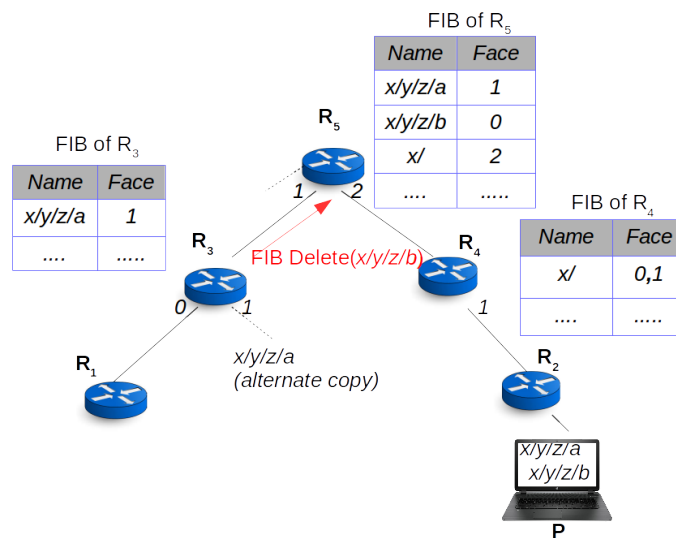 FIB of R5
Name Face
x/y/z/a 1
x/y/z/b 0
x/ 2
.... .....
R5
FIB of R3
Name Face
x/y/z/a 1
.... .....
1 2
FIB of R4
Name Face
x/ 0,1
.... .....
R3
R4
FIB Delete(x/y/z/b)
0 1
1
x/y/z/a
(alternate copy)
R1
R2
x/y/z/a
x/y/z/b
P